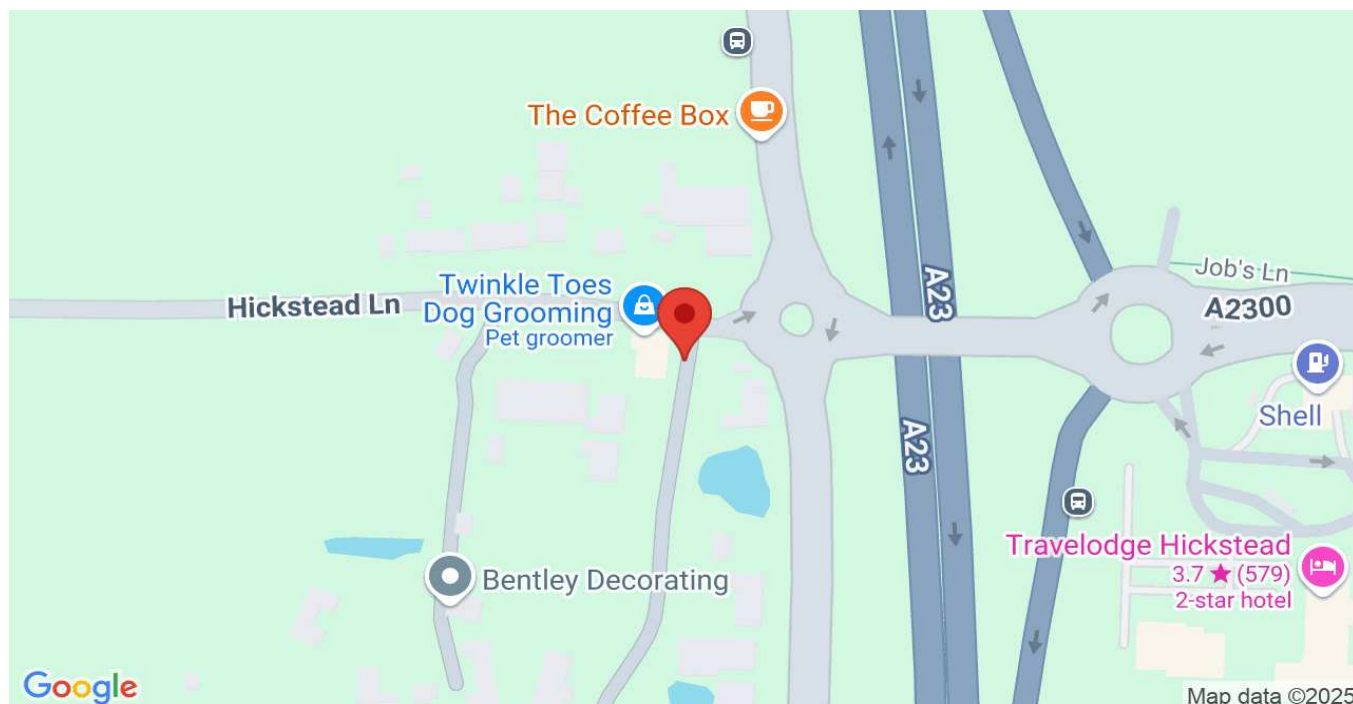 The Coffee Box
Job's Ln
A2300
A23
Twinkle Toes
Dog Grooming
Pet groomer
Hickstead Ln
Shell
A23
Travelodge Hickstead
3.7 ★ (579)
2-star hotel
Bentley Decorating
Google
Map data ©2025